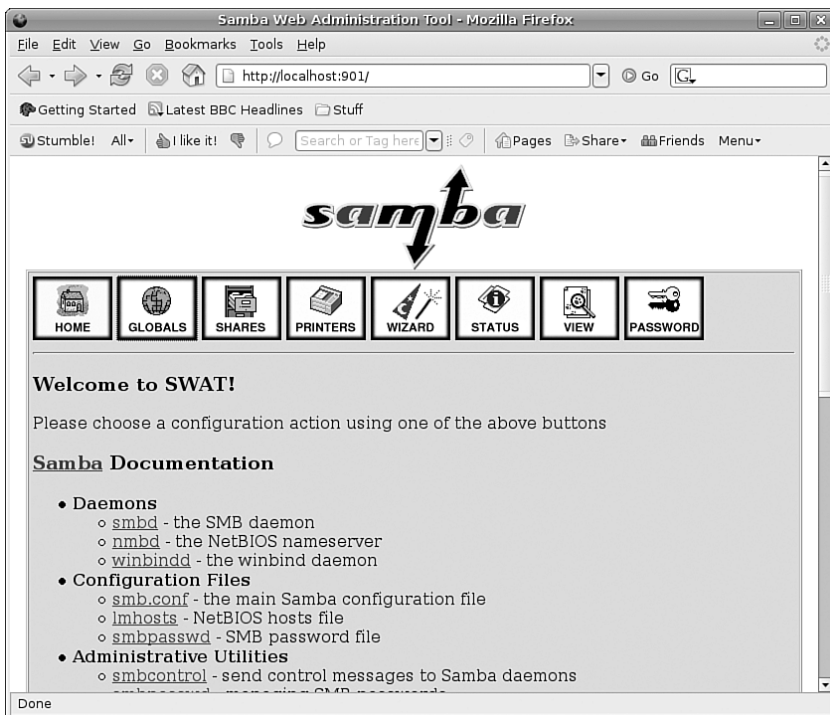 Samba Web Administration Tool - Mozilla Firefox
File Edit View Go Bookmarks Tools Help
http://localhost:901/ Go G
Getting Started Latest BBC Headlines Stuff
Stumble! All I like it! Search or Tag here Pages Share Friends Menu
samba
HOME GLOBALS SHARES PRINTERS WIZARD STATUS VIEW PASSWORD
Welcome to SWAT!
Please choose a configuration action using one of the above buttons
Samba Documentation
Daemons
smbd - the SMB daemon
nmbd - the NetBIOS nameserver
winbindd - the winbind daemon
Configuration Files
smb.conf - the main Samba configuration file
lmhosts - NetBIOS hosts file
smbpasswd - SMB password file
Administrative Utilities
smbcontrol - send control messages to Samba daemons
smbpasswd - managing SMB passwords
Done